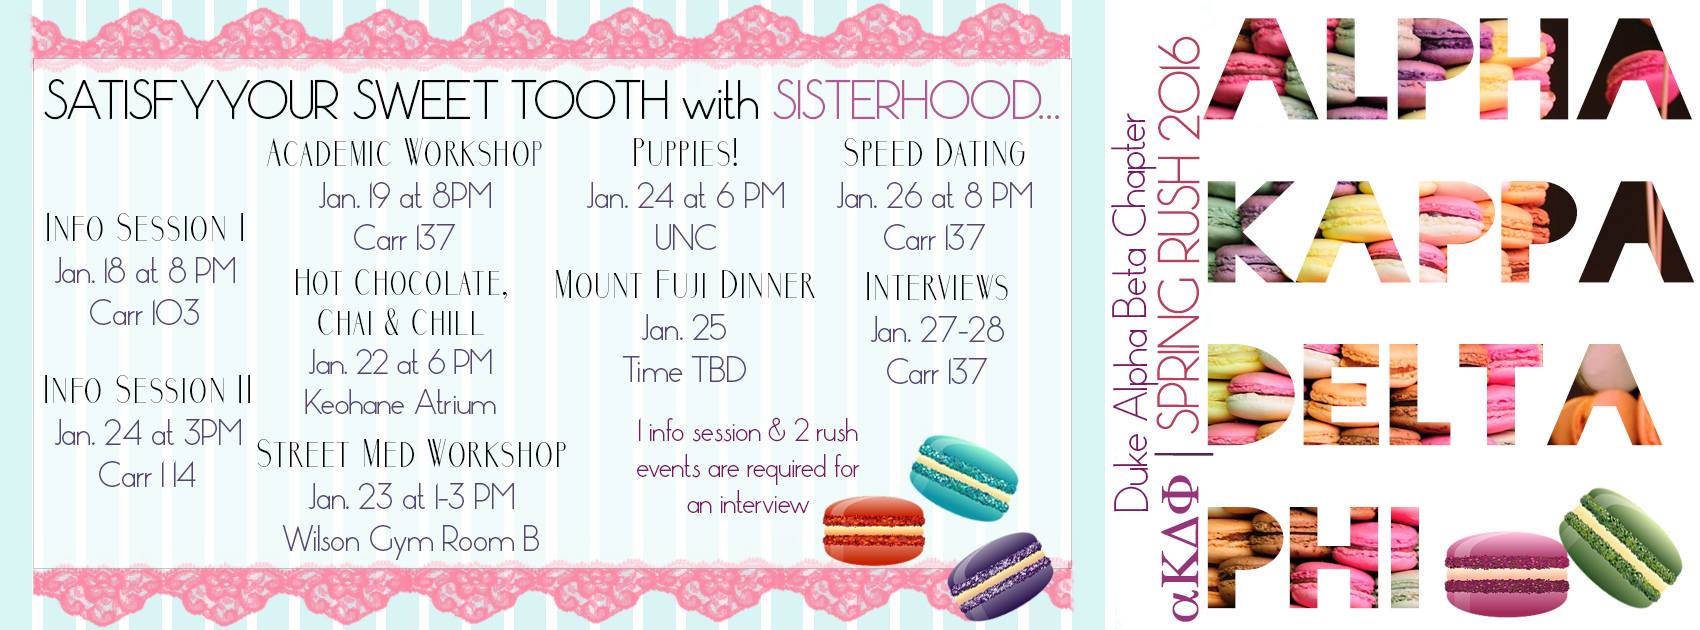 SATISFY YOUR SWEET TOOTH with SISTERHOOD...
INFO SESSION I
Jan. 18 at 8 PM
Carr 103
INFO SESSION II
Jan. 24 at 3PM
Carr 114
ACADEMIC WORKSHOP
Jan. 19 at 8PM
Carr 137
HOT CHOCOLATE,
CHAI & CHILL
Jan. 22 at 6 PM
Keohane Atrium
STREET MED WORKSHOP
Jan. 23 at 1-3 PM
Wilson Gym Room B
PUPPIES!
Jan. 24 at 6 PM
UNC
MOUNT FUJI DINNER
Jan. 25
Time TBD
1 info session & 2 rush
events are required for
an interview
SPEED DATING
Jan. 26 at 8 PM
Carr 137
INTERVIEWS
Jan. 27-28
Carr 137
Duke Alpha Beta Chapter
αΚΔΦ | SPRING RUSH 2016
ALPHA
KAPPA
DELTA
PHI